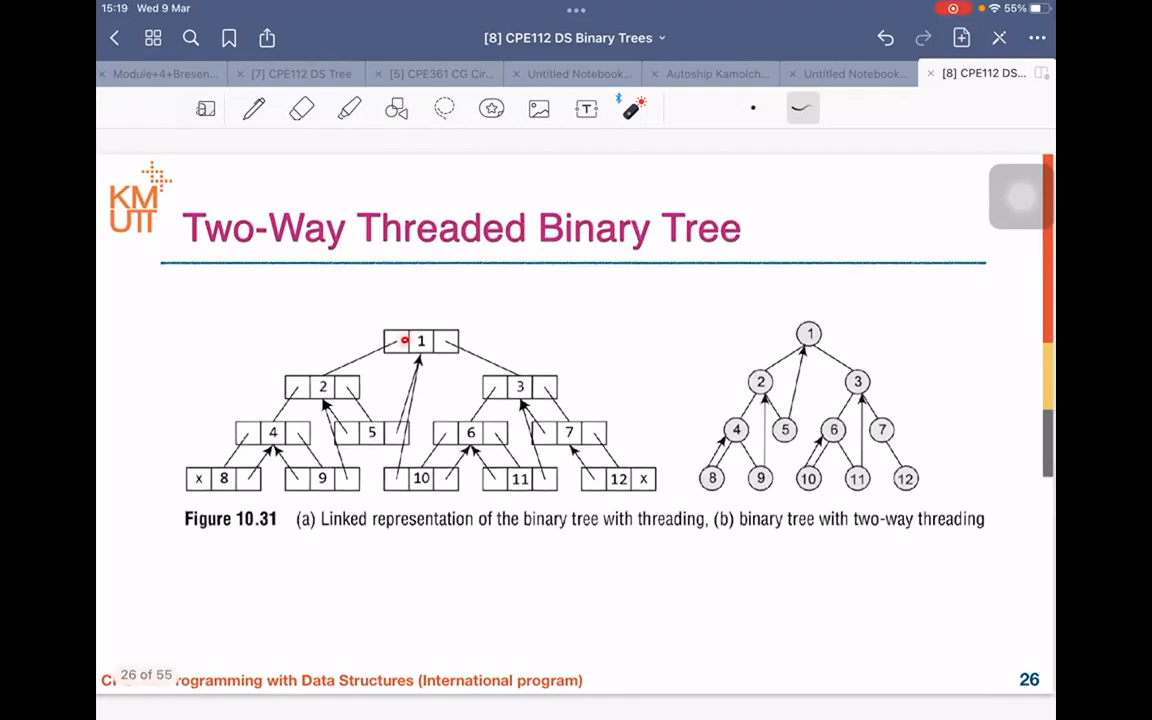 15:19 Wed 9 Mar
55%
[8] CPE112 DS Binary Trees
Module+4+Bresen...
[7] CPE112 DS Tree
[5] CPE361 CG Cir...
Untitled Notebook...
Autoship Kamolch...
Untitled Notebook...
[8] CPE112 DS...
T
KM
UTT
Two-Way Threaded Binary Tree
1
1
2
3
2
3
4
5
6
7
4
5
6
7
x 8
9
10
11
12 x
8
9
10
11
12
Figure 10.31 (a) Linked representation of the binary tree with threading, (b) binary tree with two-way threading
26 of 55
rogramming with Data Structures (International program)
26